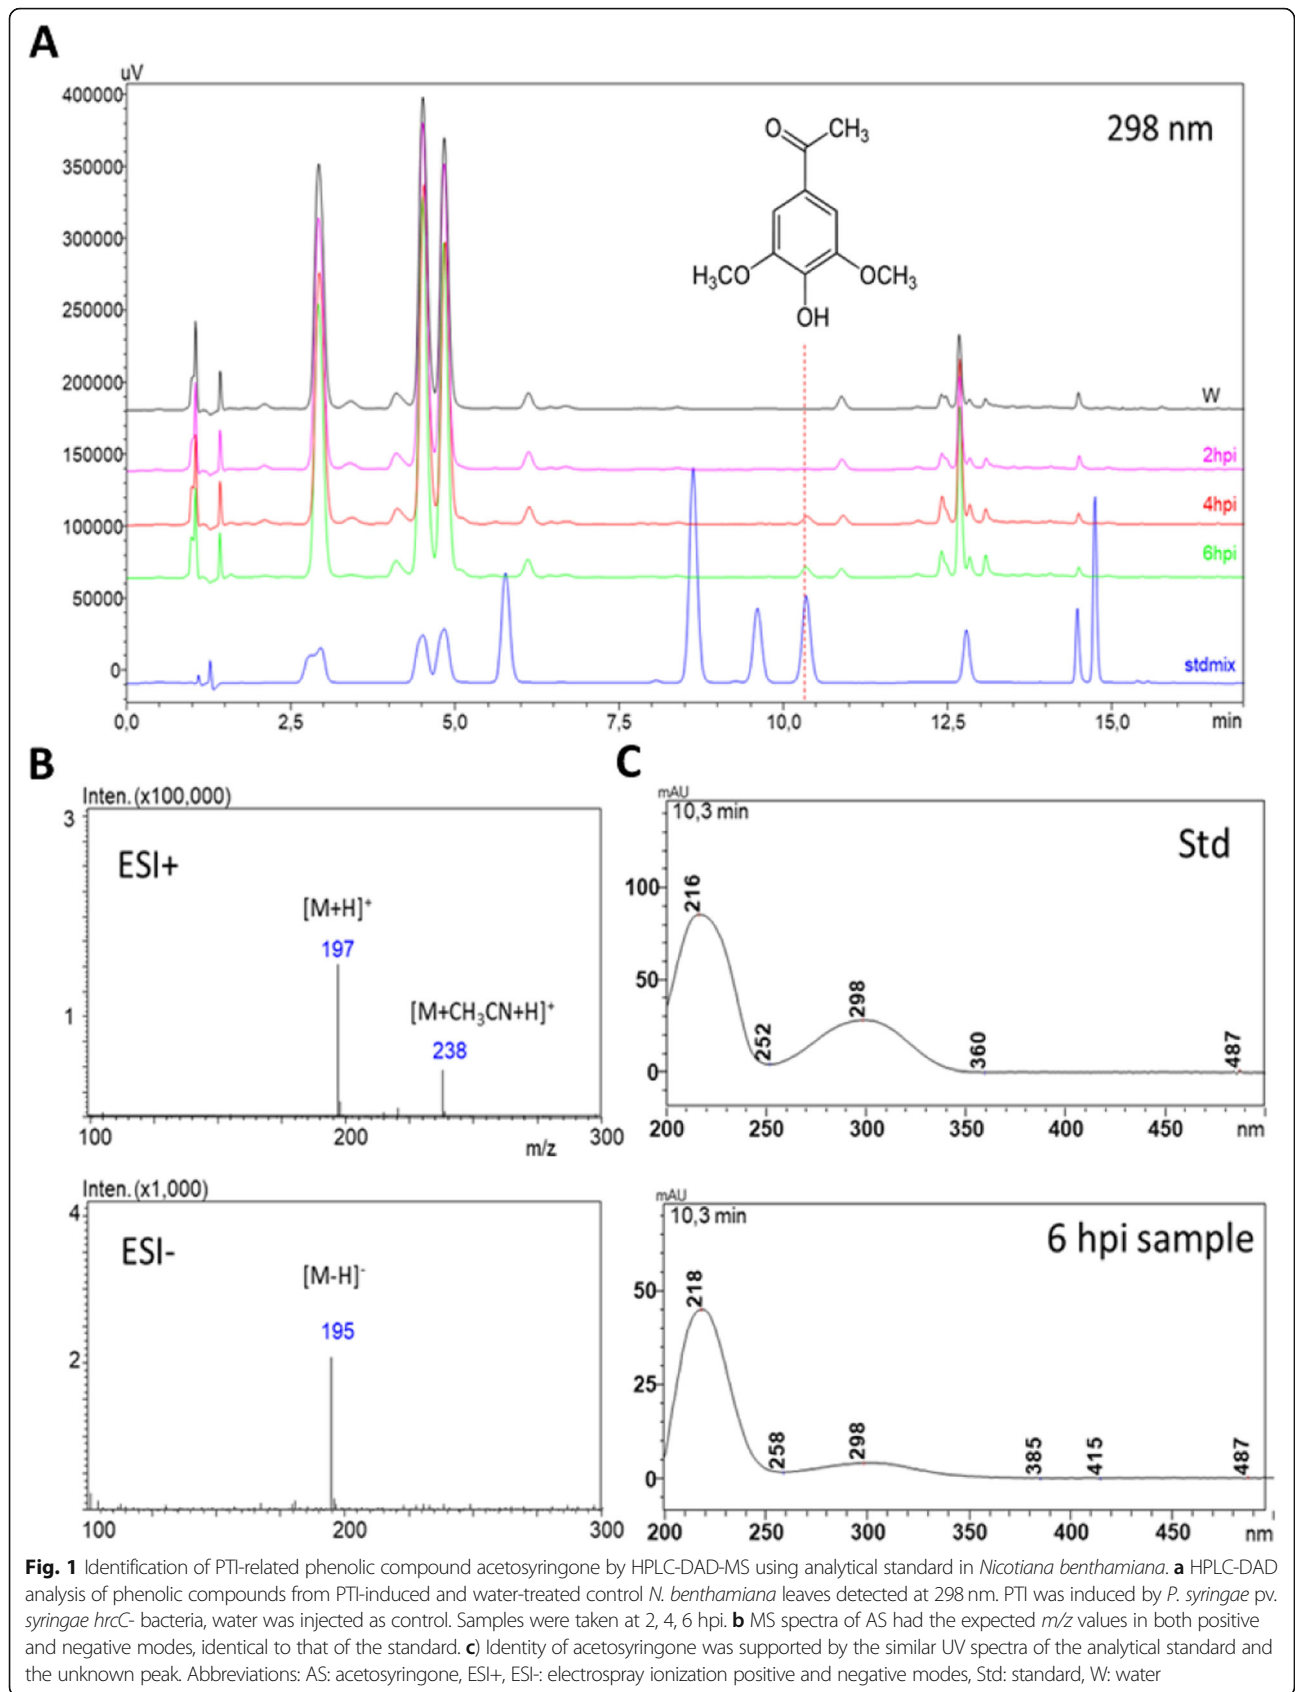 A
uV
400000
350000
300000
250000
200000
150000
100000
50000
0
298 nm
O CH₃
H₃CO OCH₃
OH
W
2hpi
4hpi
6hpi
stdmix
0,0 2,5 5,0 7,5 10,0 12,5 15,0 min
B
Inten. (x100,000)
3
ESI+
[M+H]⁺
197
[M+CH₃CN+H]⁺
238
1
100 200 300
m/z
Inten. (x1,000)
4
ESI-
[M-H]⁻
195
2
100 200 300
C
mAU
10,3 min
Std
100
50
0
216
252
298
360
487
200 250 300 350 400 450 nm
mAU
10,3 min
6 hpi sample
50
25
0
218
258
298
385
415
487
200 250 300 350 400 450 nm
Fig. 1 Identification of PTI-related phenolic compound acetosyringone by HPLC-DAD-MS using analytical standard in Nicotiana benthamiana. a HPLC-DAD
analysis of phenolic compounds from PTI-induced and water-treated control N. benthamiana leaves detected at 298 nm. PTI was induced by P. syringae pv.
syringae hrcC- bacteria, water was injected as control. Samples were taken at 2, 4, 6 hpi. b MS spectra of AS had the expected m/z values in both positive
and negative modes, identical to that of the standard. c) Identity of acetosyringone was supported by the similar UV spectra of the analytical standard and
the unknown peak. Abbreviations: AS: acetosyringone, ESI+, ESI-: electrospray ionization positive and negative modes, Std: standard, W: water